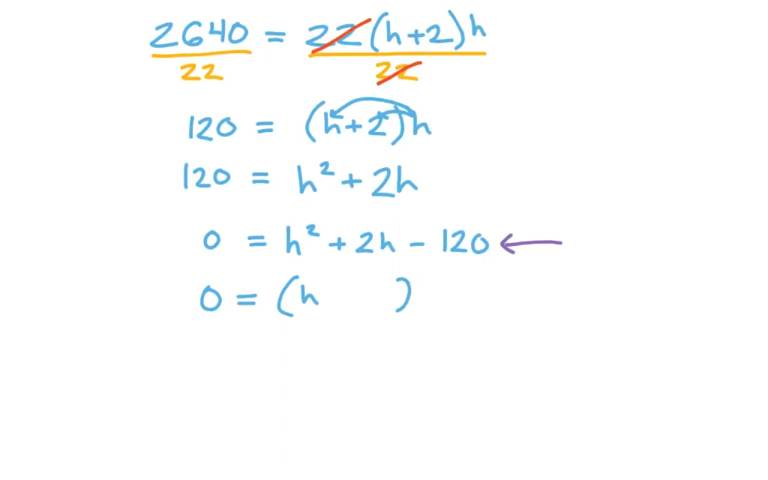 2640 = 22(h+2)h
22 22
120 = (h+2)h
120 = h² + 2h
0 = h² + 2h - 120
0 = (h )